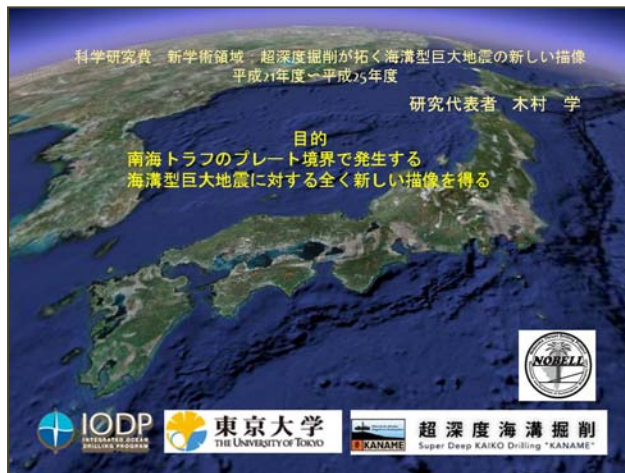 科学研究費　新学術領域：超深度掘削が拓く海溝型巨大地震の新しい描像
平成21年度〜平成25年度
研究代表者　木村　学
目的
南海トラフのプレート境界で発生する
海溝型巨大地震に対する全く新しい描像を得る
NOBELL
IODP
INTEGRATED OCEAN
DRILLING PROGRAM
東京大学
THE UNIVERSITY OF TOKYO
KANAME
超深度海溝掘削
Super Deep KAIKO Drilling "KANAME"